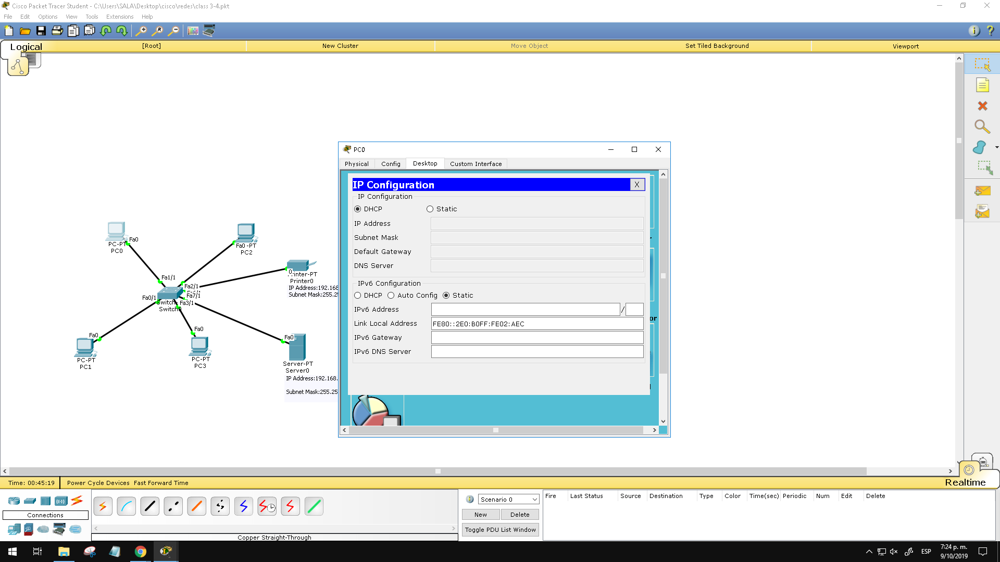 Cisco Packet Tracer Student - C:\Users\SALA\Desktop\cisco\redes\class 3-4.pkt
File Edit Options View Tools Extensions Help
Logical [Root] New Cluster Move Object Set Tiled Background Viewport
PC0
Physical Config Desktop Custom Interface
IP Configuration X
IP Configuration
DHCP Static
IP Address
Subnet Mask
Default Gateway
DNS Server
IPv6 Configuration
DHCP Auto Config Static
IPv6 Address /
Link Local Address FE80::2E0:B0FF:FE02:AEC
IPv6 Gateway
IPv6 DNS Server
or
Fa0
PC-PT
PC0
Fa0 -PT
PC2
0
inter-PT
Printer0
IP Address:192.168
Subnet Mask:255.25
Fa1/1
Fa2/1
Fa7/1
Fa0/1
Fa3/1
Switch
Switch0
Fa0
PC-PT
PC1
Fa0
PC-PT
PC3
Fa0
Server-PT
Server0
IP Address:192.168.
Subnet Mask:255.25
Time: 00:45:19 Power Cycle Devices Fast Forward Time Realtime
Connections
Copper Straight-Through
Scenario 0
New Delete
Toggle PDU List Window
Fire Last Status Source Destination Type Color Time(sec) Periodic Num Edit Delete
ESP
7:24 p. m.
9/10/2019